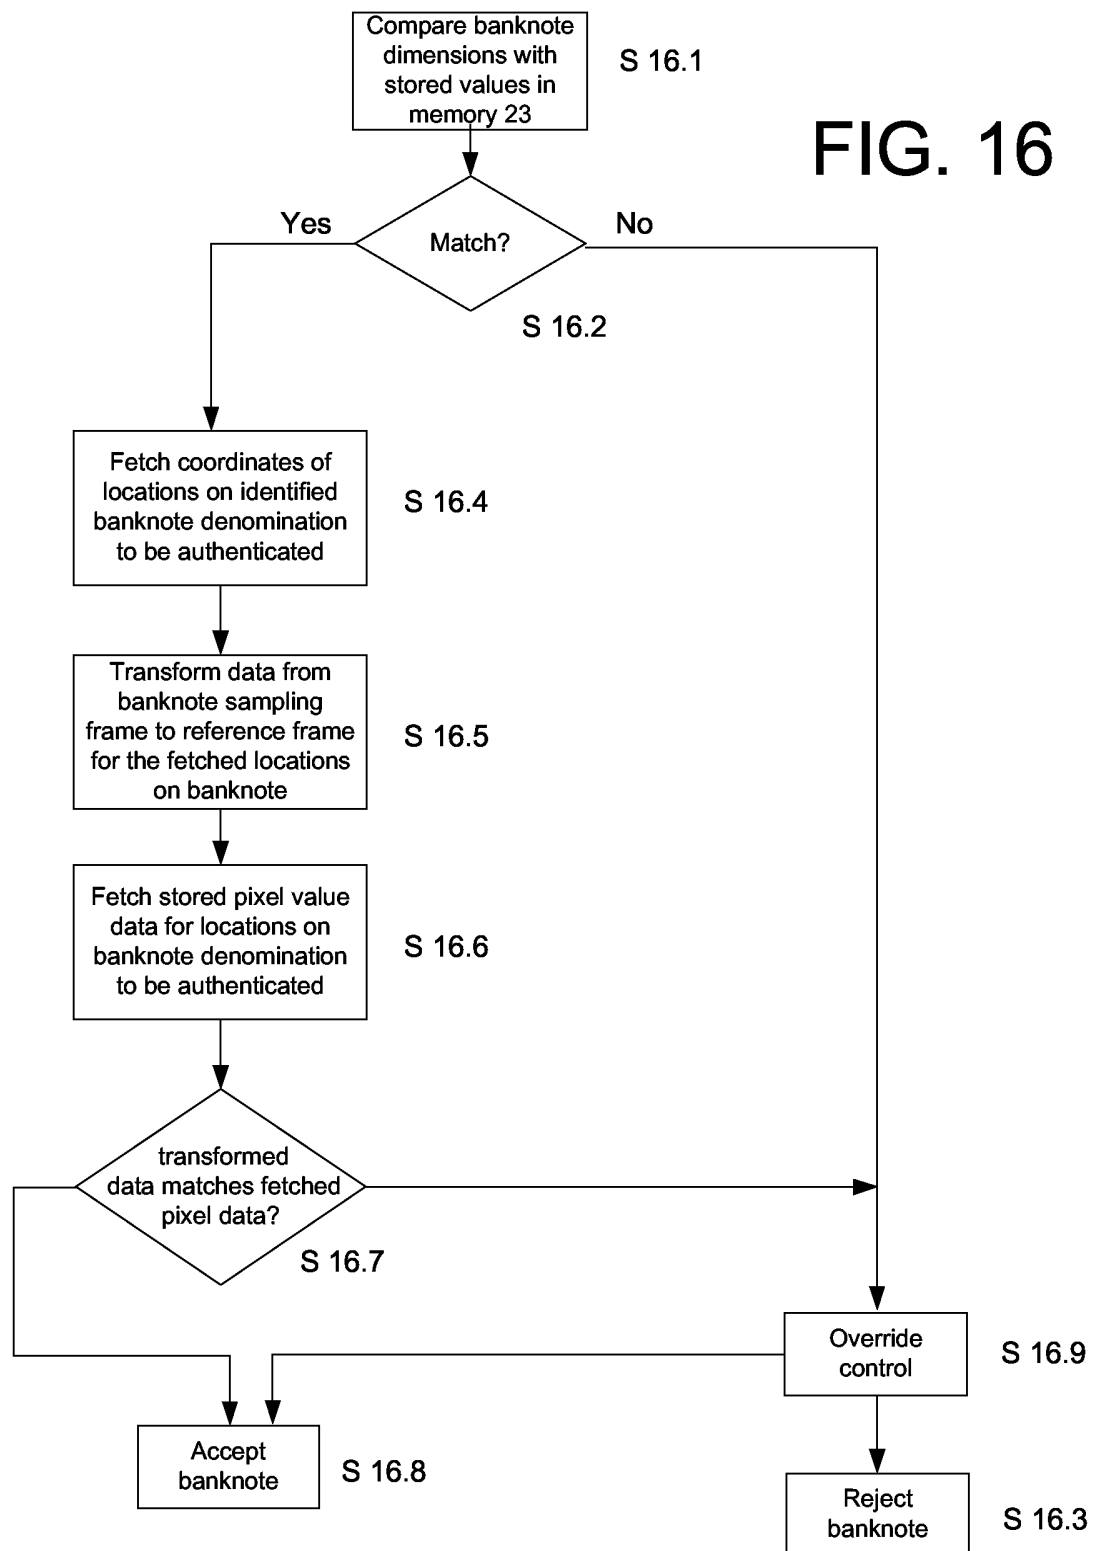 Compare banknote
dimensions with
stored values in
memory 23
S 16.1
FIG. 16
Yes
Match?
No
S 16.2
Fetch coordinates of
locations on identified
banknote denomination
to be authenticated
S 16.4
Transform data from
banknote sampling
frame to reference frame
for the fetched locations
on banknote
S 16.5
Fetch stored pixel value
data for locations on
banknote denomination
to be authenticated
S 16.6
transformed
data matches fetched
pixel data?
S 16.7
Override
control
S 16.9
Accept
banknote
S 16.8
Reject
banknote
S 16.3